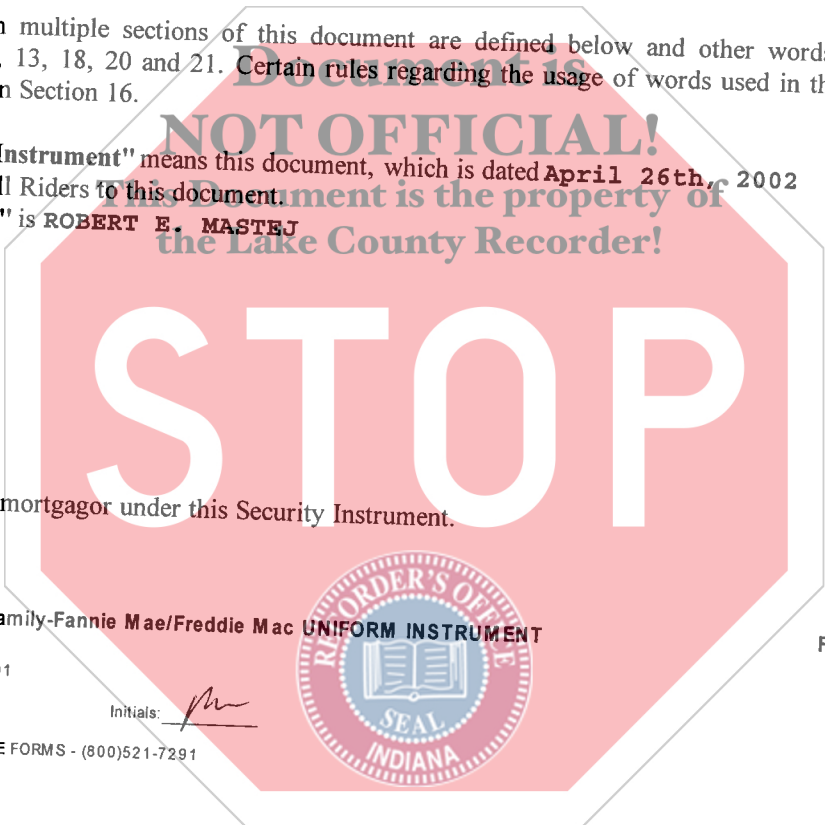 multiple sections of this document are defined below and other words
, 13, 18, 20 and 21. Certain rules regarding the usage of words used in
n Section 16.
Document is
NOT OFFICIAL!
This Document is the property of
the Lake County Recorder!
Instrument" means this document, which is dated April 26th, 2002
ll Riders to this document.
" is ROBERT E. MASTEJ
STOP
mortgagor under this Security Instrument.
amily-Fannie Mae/Freddie Mac UNIFORM INSTRUMENT
F
1
Initials:
E FORMS - (800)521-7291
RECORDER'S OFFICE
SEAL
INDIANA